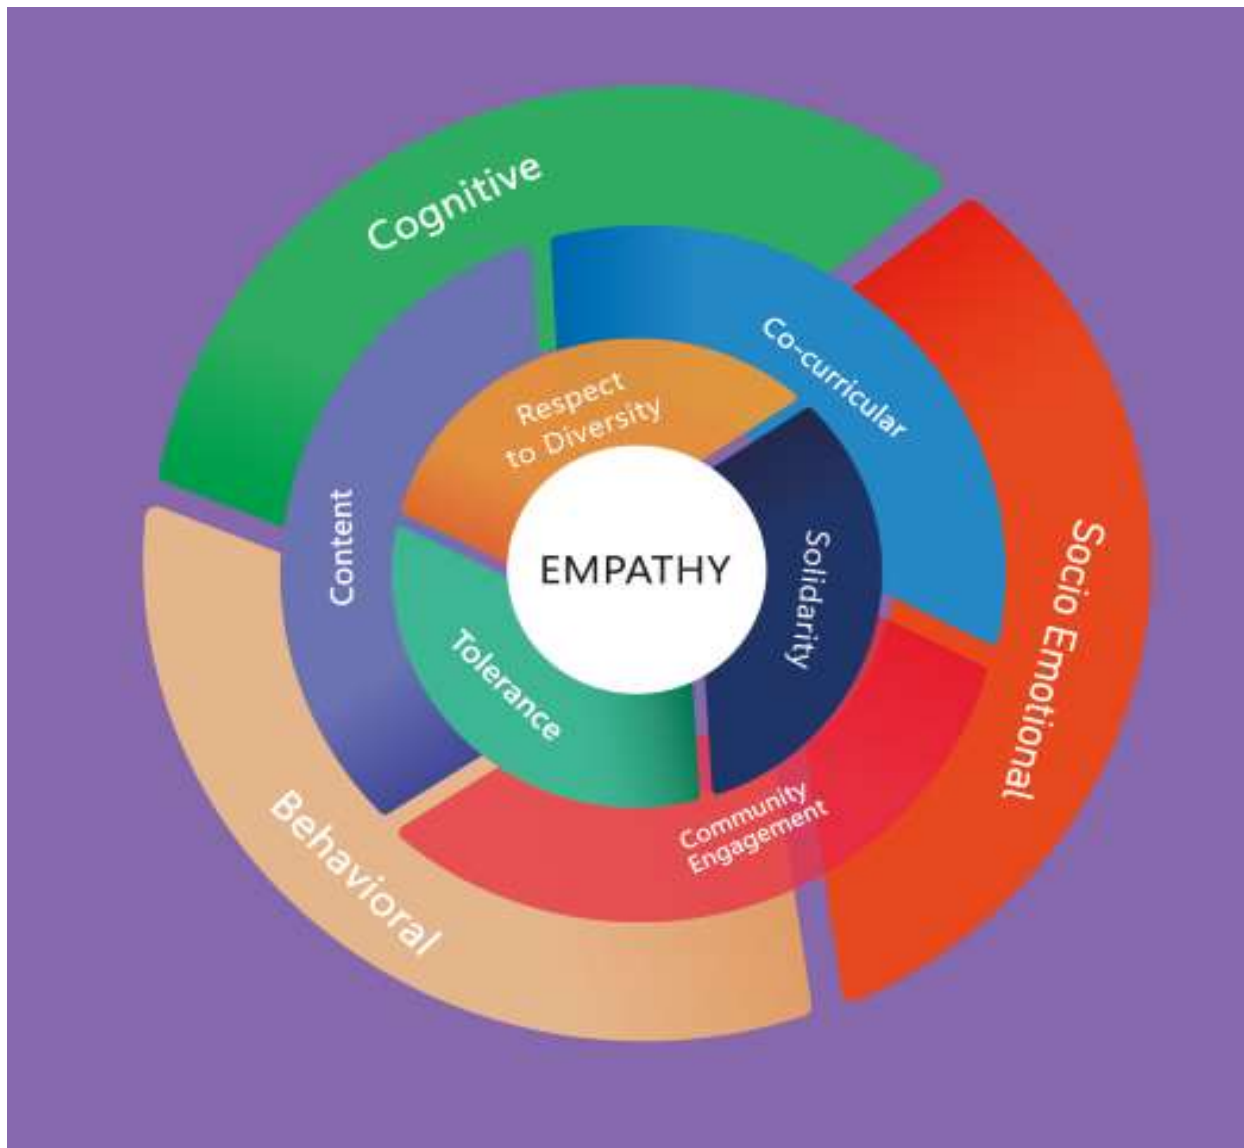 Cognitive
Co-curricular
Respect
to Diversity
Content
EMPATHY
Solidarity
Socio Emotional
Tolerance
Community
Engagement
Behavioral